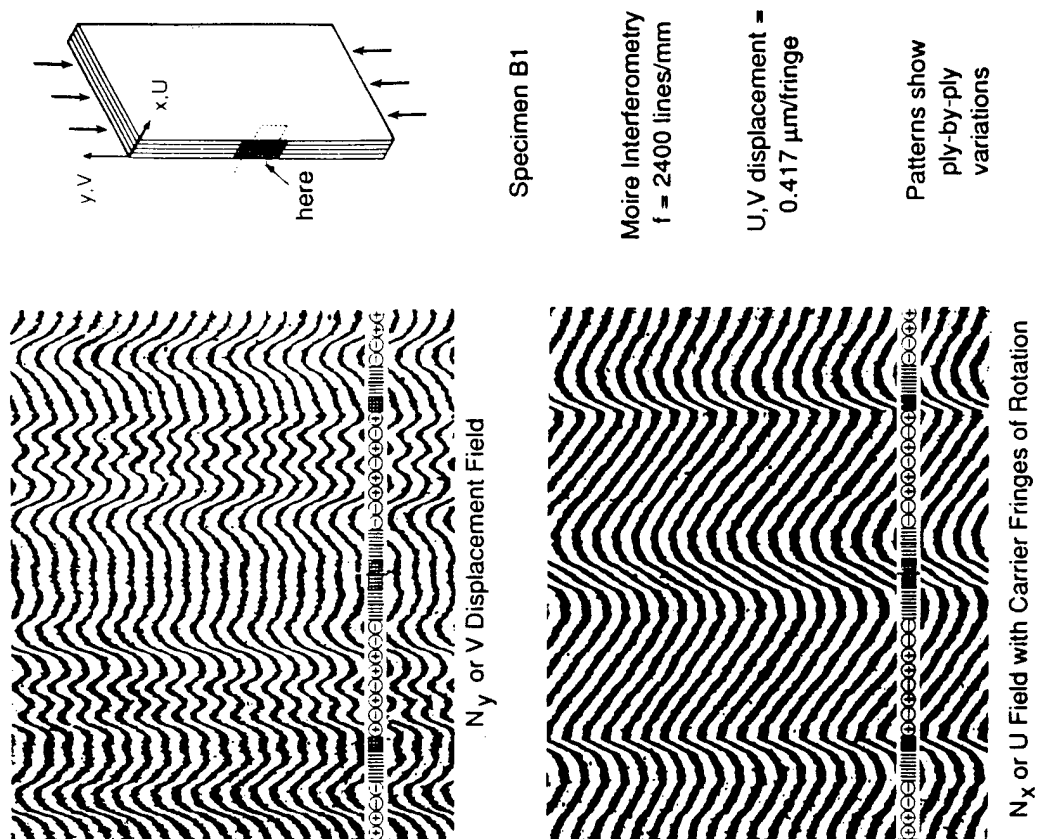 y,V
x,U
here
Specimen B1
Moire Interferometry
f = 2400 lines/mm
U,V displacement =
0.417 µm/fringe
Patterns show
ply-by-ply
variations
Ny or V Displacement Field
Nx or U Field with Carrier Fringes of Rotation